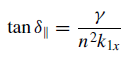 tan δ∥ = γ / n²k₁ₓ